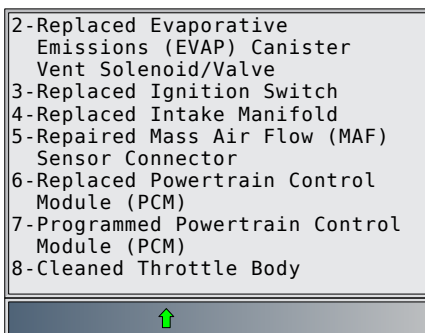 2-Replaced Evaporative
Emissions (EVAP) Canister
Vent Solenoid/Valve
3-Replaced Ignition Switch
4-Replaced Intake Manifold
5-Repaired Mass Air Flow (MAF)
Sensor Connector
6-Replaced Powertrain Control
Module (PCM)
7-Programmed Powertrain Control
Module (PCM)
8-Cleaned Throttle Body